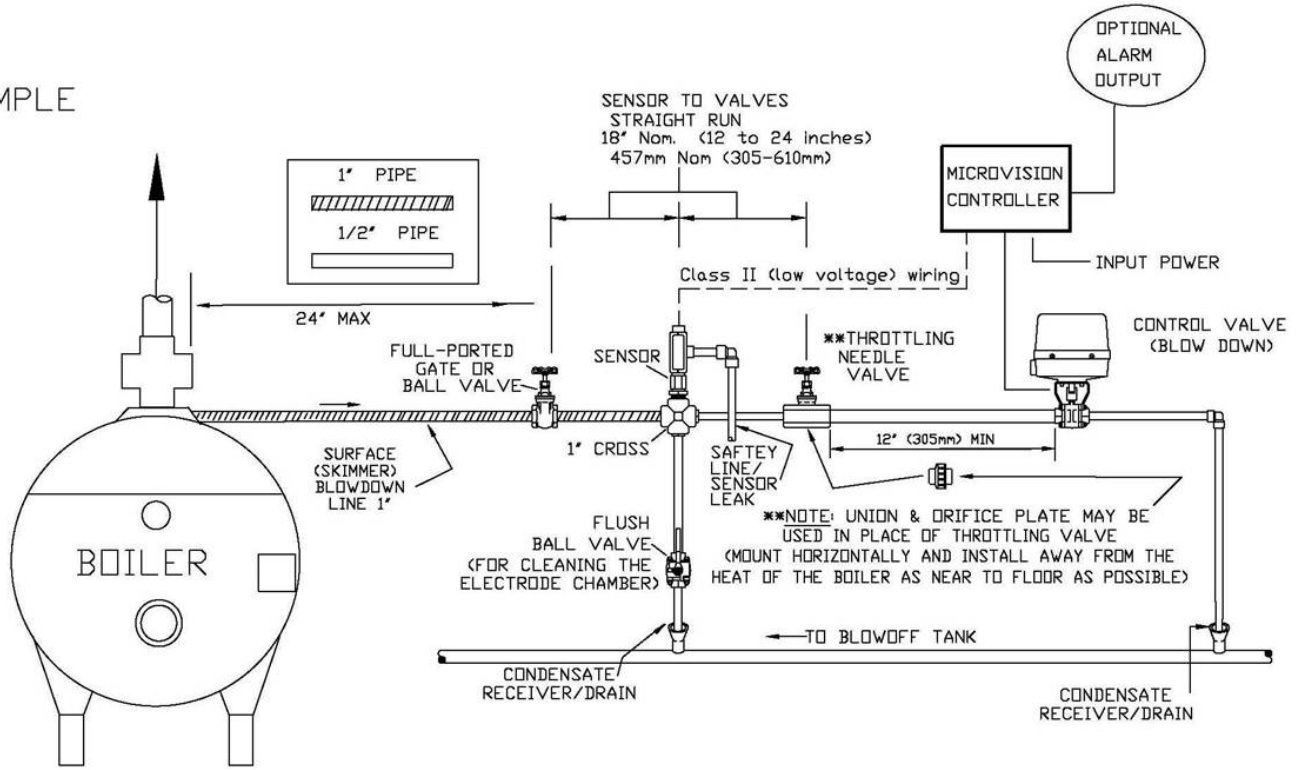 MPLE
OPTIONAL
ALARM
OUTPUT
SENSOR TO VALVES
STRAIGHT RUN
18" Nom. (12 to 24 inches)
457mm Nom (305-610mm)
1" PIPE
1/2" PIPE
MICROVISION
CONTROLLER
INPUT POWER
Class II (low voltage) wiring
24" MAX
FULL-PORTED
GATE OR
BALL VALVE
SENSOR
**THROTTLING
NEEDLE
VALVE
CONTROL VALVE
(BLOW DOWN)
1" CROSS
12" (305mm) MIN
SURFACE
(SKIMMER)
BLOWDOWN
LINE 1"
SAFTEY
LINE/
SENSOR
LEAK
**NOTE: UNION & ORIFICE PLATE MAY BE
USED IN PLACE OF THROTTLING VALVE
(MOUNT HORIZONTALLY AND INSTALL AWAY FROM THE
HEAT OF THE BOILER AS NEAR TO FLOOR AS POSSIBLE)
FLUSH
BALL VALVE
(FOR CLEANING THE
ELECTRODE CHAMBER)
BOILER
TO BLOWOFF TANK
CONDENSATE
RECEIVER/DRAIN
CONDENSATE
RECEIVER/DRAIN